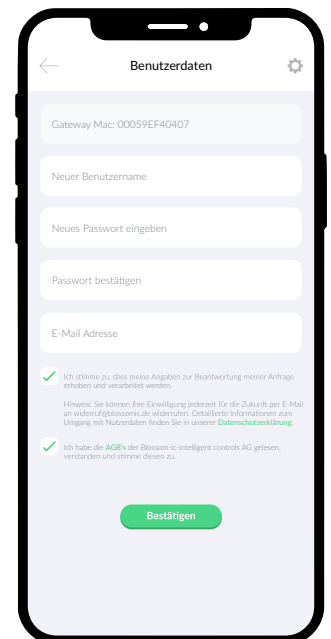 Benutzerdaten
Gateway Mac: 00059EF40407
Neuer Benutzername
Neues Passwort eingeben
Passwort bestätigen
E-Mail Adresse
Ich stimme zu, dass meine Angaben zur Beantwortung meiner Anfrage
erhoben und verarbeitet werden.
Hinweis: Sie können Ihre Einwilligung jederzeit für die Zukunft per E-Mail
an widerruf@blossomic.de widerrufen. Detaillierte Informationen zum
Umgang mit Nutzerdaten finden Sie in unserer Datenschutzerklärung.
Ich habe die AGB's der Blossom-ic-intelligent controls AG gelesen,
verstanden und stimme diesen zu.
Bestätigen